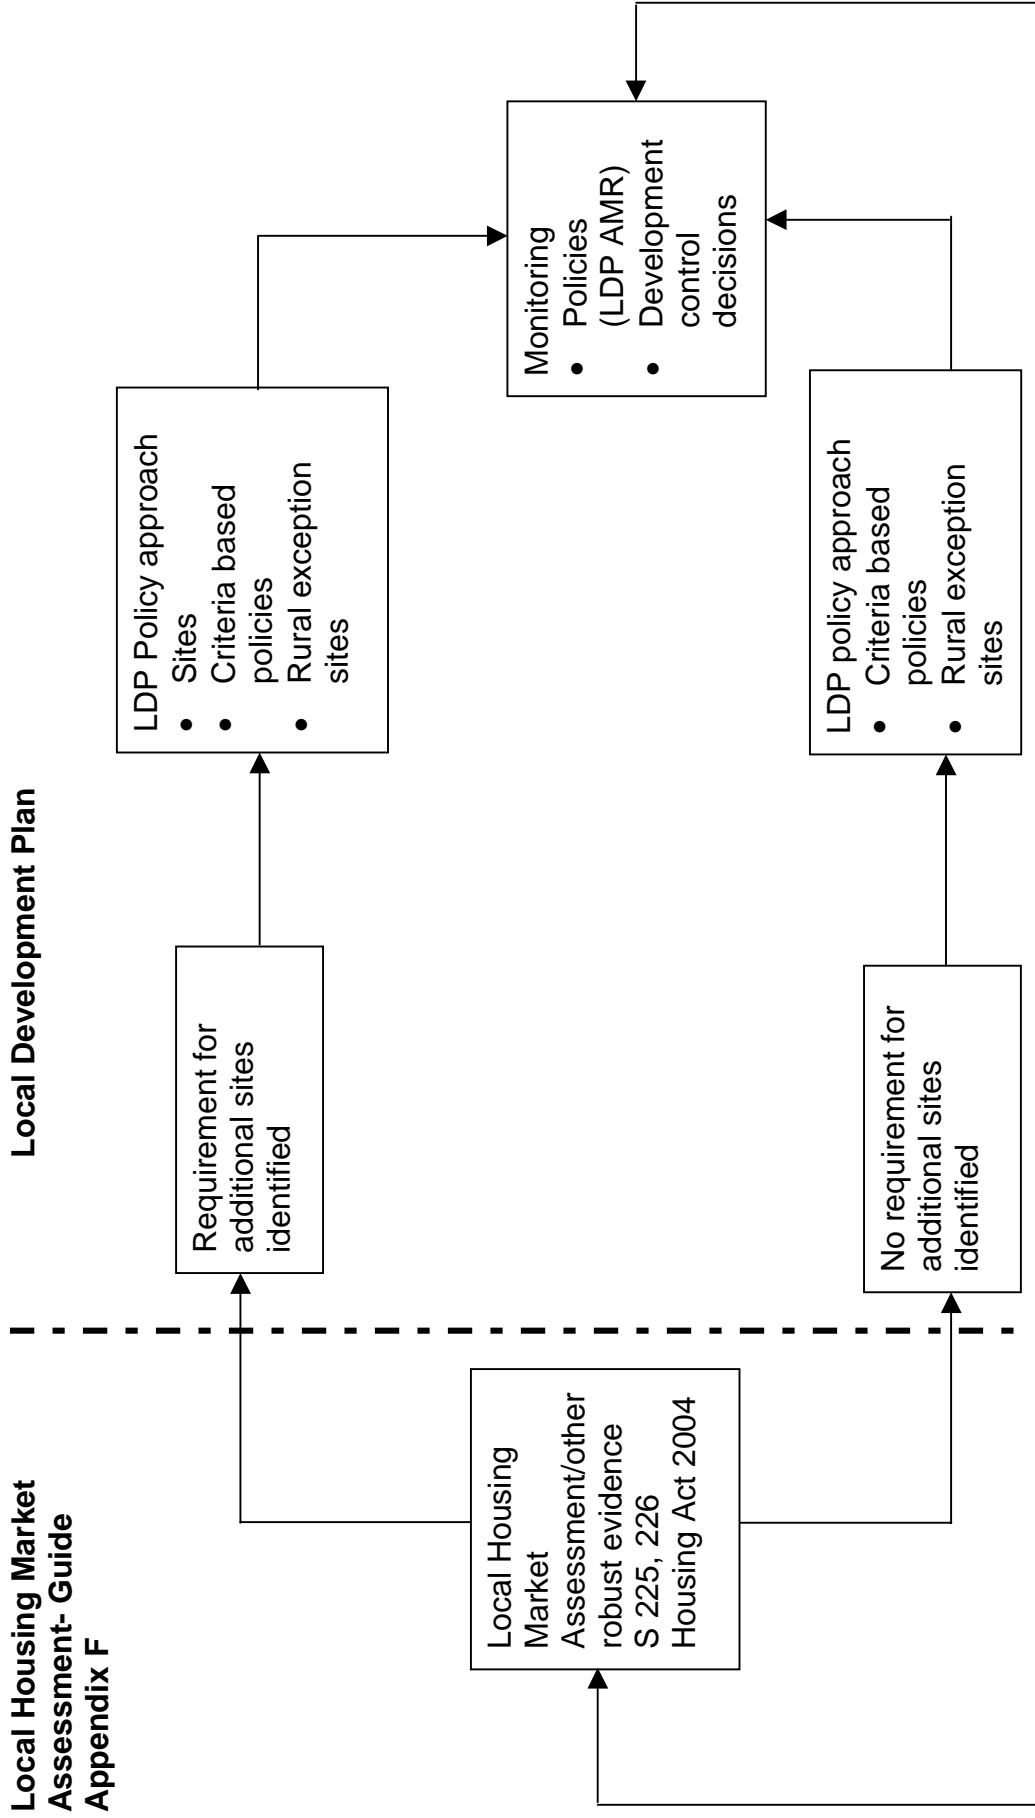 Local Housing Market
Assessment- Guide
Appendix F
Local Development Plan
Local Housing
Market
Assessment/other
robust evidence
S 225, 226
Housing Act 2004
Requirement for
additional sites
identified
LDP Policy approach
• Sites
• Criteria based
policies
• Rural exception
sites
No requirement for
additional sites
identified
LDP policy approach
• Criteria based
policies
• Rural exception
sites
Monitoring
• Policies
(LDP AMR)
• Development
control
decisions